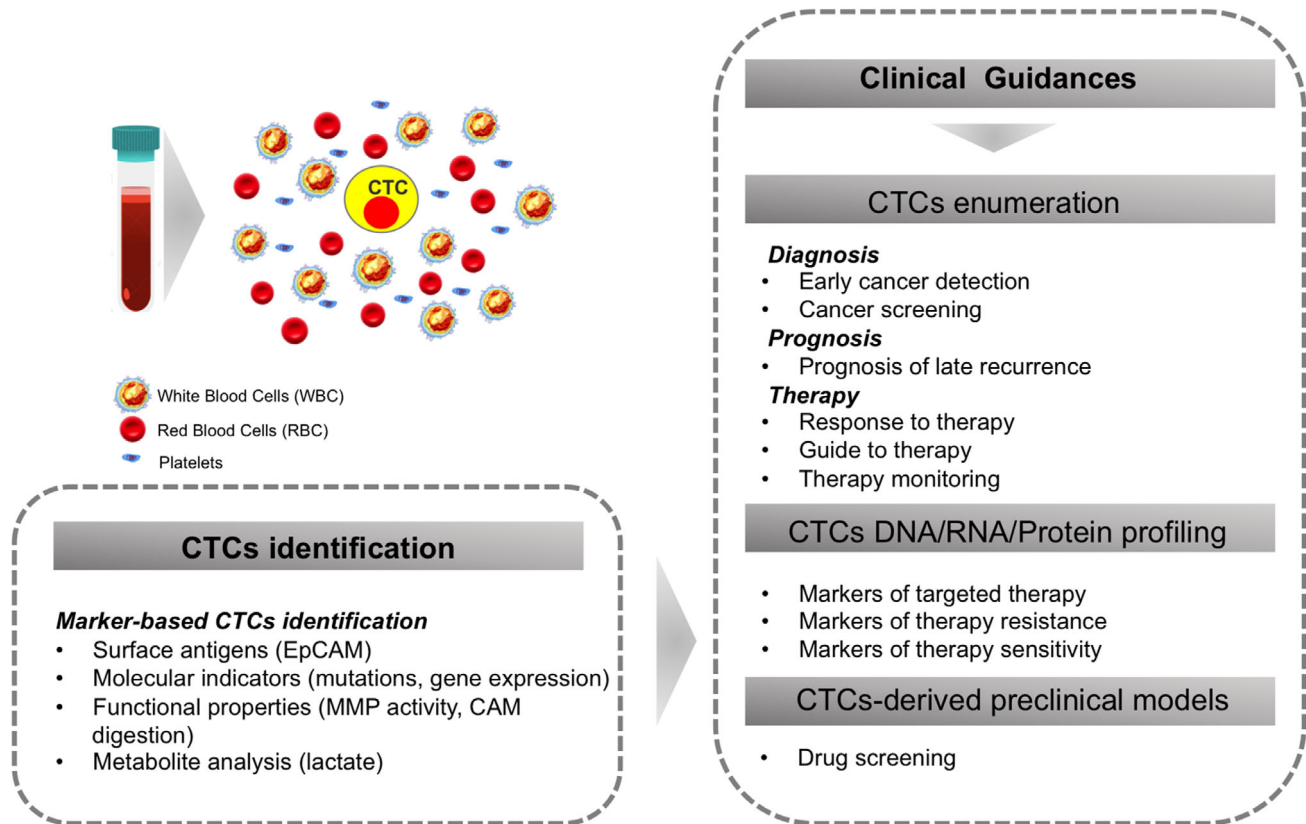 CTC
White Blood Cells (WBC)
Red Blood Cells (RBC)
Platelets
CTCs identification
Marker-based CTCs identification
• Surface antigens (EpCAM)
• Molecular indicators (mutations, gene expression)
• Functional properties (MMP activity, CAM
digestion)
• Metabolite analysis (lactate)
Clinical Guidances
CTCs enumeration
Diagnosis
• Early cancer detection
• Cancer screening
Prognosis
• Prognosis of late recurrence
Therapy
• Response to therapy
• Guide to therapy
• Therapy monitoring
CTCs DNA/RNA/Protein profiling
• Markers of targeted therapy
• Markers of therapy resistance
• Markers of therapy sensitivity
CTCs-derived preclinical models
• Drug screening